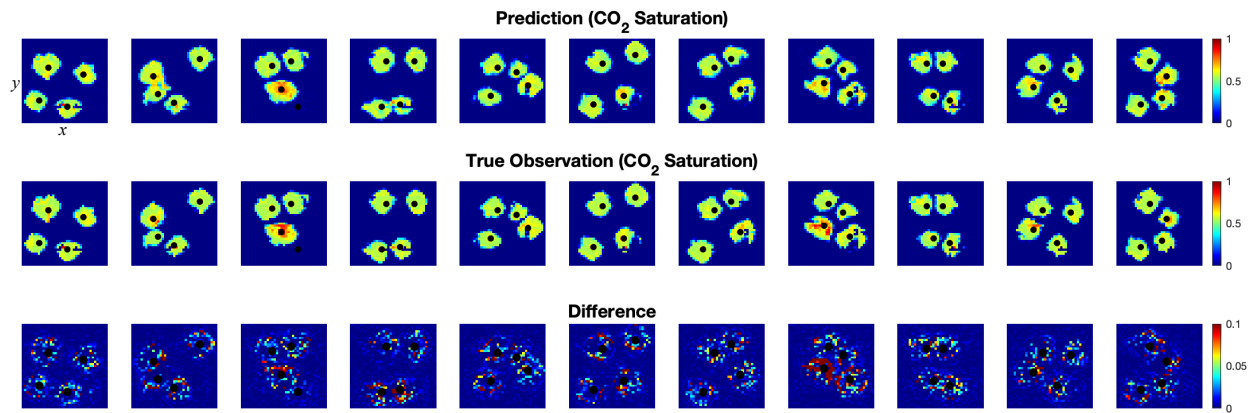 Prediction (CO2 Saturation)
1
y
0.5
0
x
True Observation (CO2 Saturation)
1
0.5
0
Difference
0.1
0.05
0